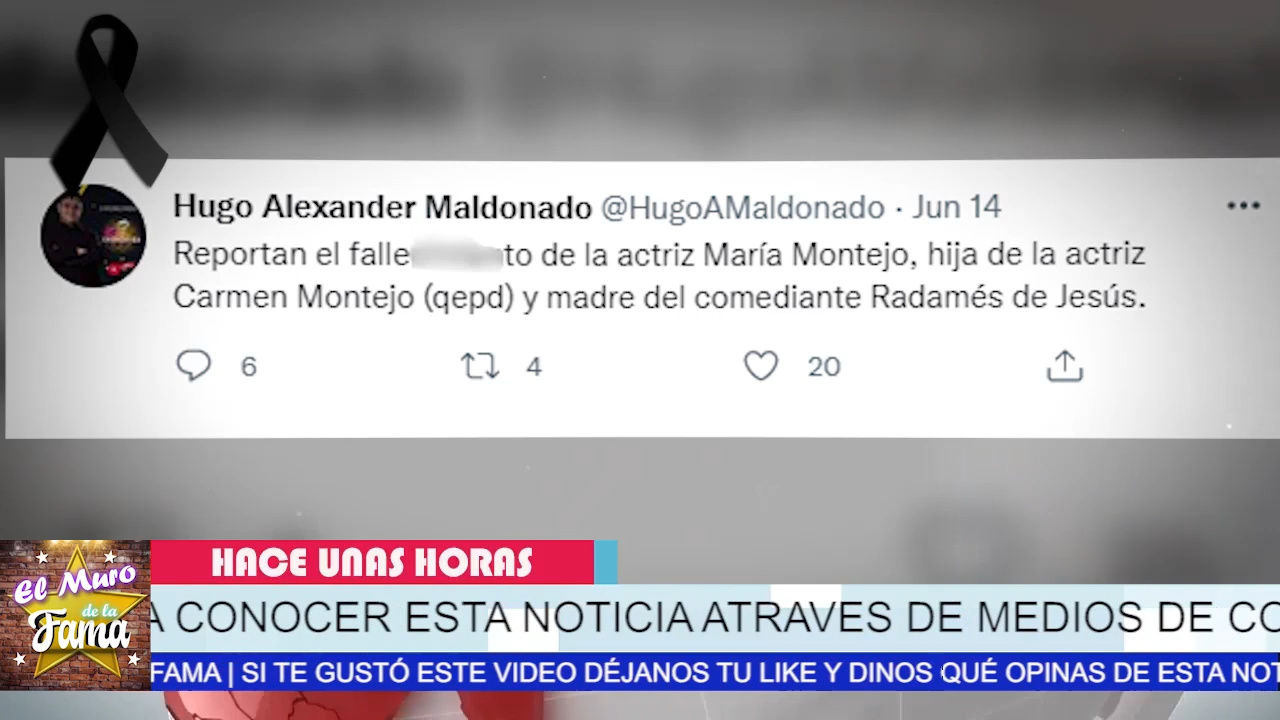 Hugo Alexander Maldonado @HugoAMaldonado · Jun 14
Reportan el falle to de la actriz María Montejo, hija de la actriz
Carmen Montejo (qepd) y madre del comediante Radamés de Jesús.
6 4 20
HACE UNAS HORAS
El Muro
de la
Fama
A CONOCER ESTA NOTICIA ATRAVES DE MEDIOS DE CO
FAMA | SI TE GUSTÓ ESTE VIDEO DÉJANOS TU LIKE Y DINOS QUÉ OPINAS DE ESTA NOT